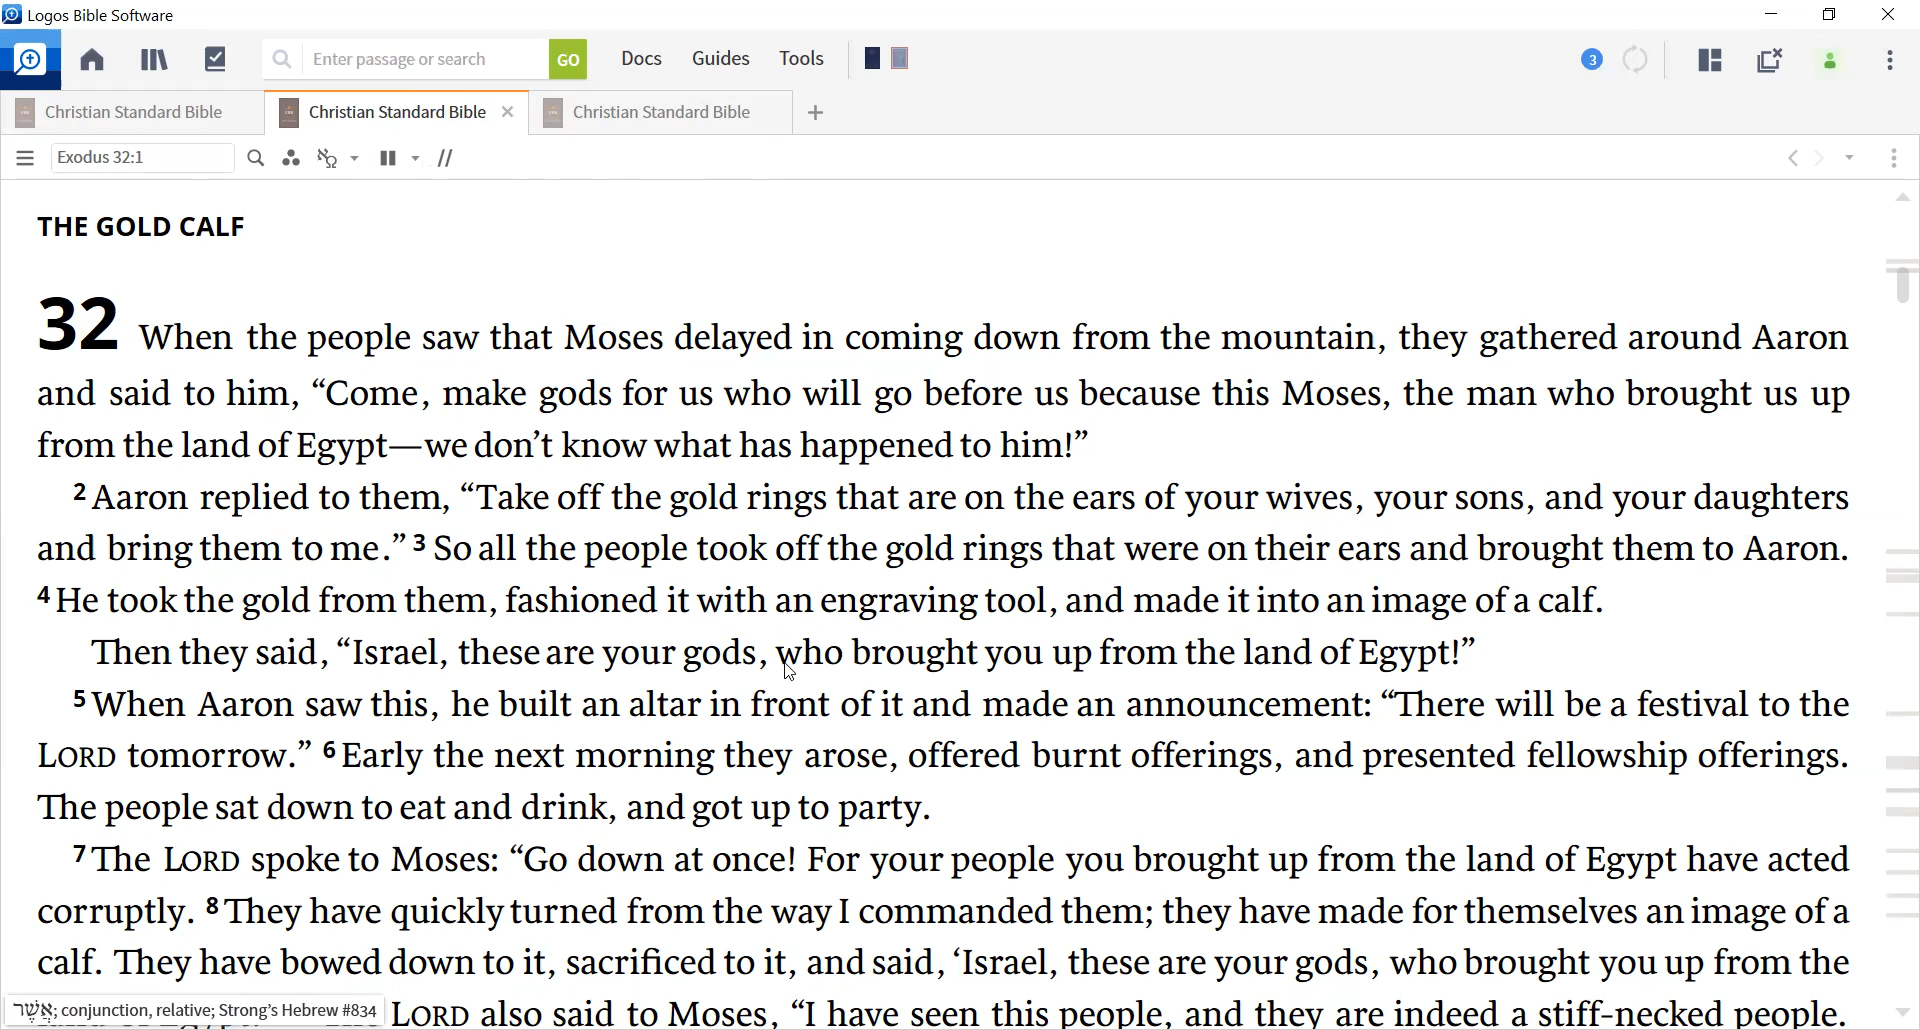 Logos Bible Software
Enter passage or search GO Docs Guides Tools 3
Christian Standard Bible Christian Standard Bible Christian Standard Bible
Exodus 32:1
THE GOLD CALF
32 When the people saw that Moses delayed in coming down from the mountain, they gathered around Aaron
and said to him, “Come, make gods for us who will go before us because this Moses, the man who brought us up
from the land of Egypt—we don’t know what has happened to him!”
2 Aaron replied to them, “Take off the gold rings that are on the ears of your wives, your sons, and your daughters
and bring them to me.” 3 So all the people took off the gold rings that were on their ears and brought them to Aaron.
4 He took the gold from them, fashioned it with an engraving tool, and made it into an image of a calf.
Then they said, “Israel, these are your gods, who brought you up from the land of Egypt!”
5 When Aaron saw this, he built an altar in front of it and made an announcement: “There will be a festival to the
LORD tomorrow.” 6 Early the next morning they arose, offered burnt offerings, and presented fellowship offerings.
The people sat down to eat and drink, and got up to party.
7 The LORD spoke to Moses: “Go down at once! For your people you brought up from the land of Egypt have acted
corruptly. 8 They have quickly turned from the way I commanded them; they have made for themselves an image of a
calf. They have bowed down to it, sacrificed to it, and said, ‘Israel, these are your gods, who brought you up from the
LORD also said to Moses, “I have seen this people, and they are indeed a stiff-necked people.
אֲשֶׁר; conjunction, relative; Strong’s Hebrew #834